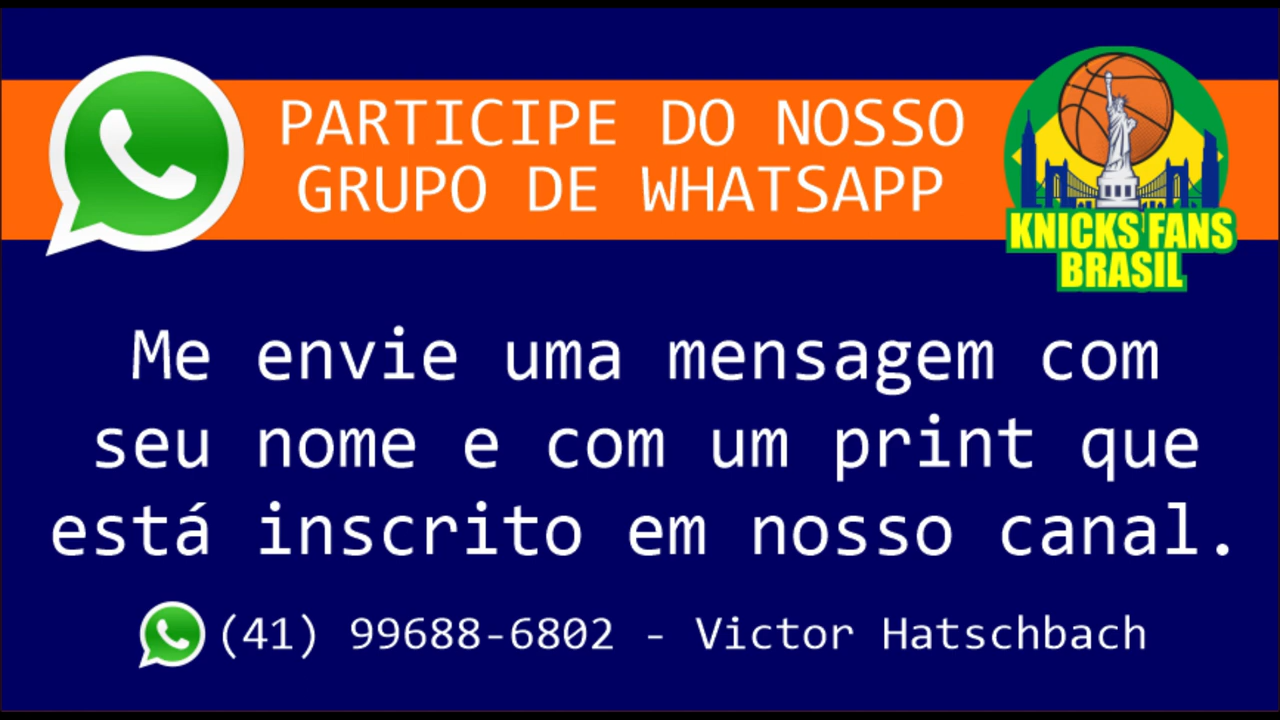 PARTICIPE DO NOSSO
GRUPO DE WHATSAPP
KNICKS FANS
BRASIL
Me envie uma mensagem com
seu nome e com um print que
está inscrito em nosso canal.
(41) 99688-6802 - Victor Hatschbach